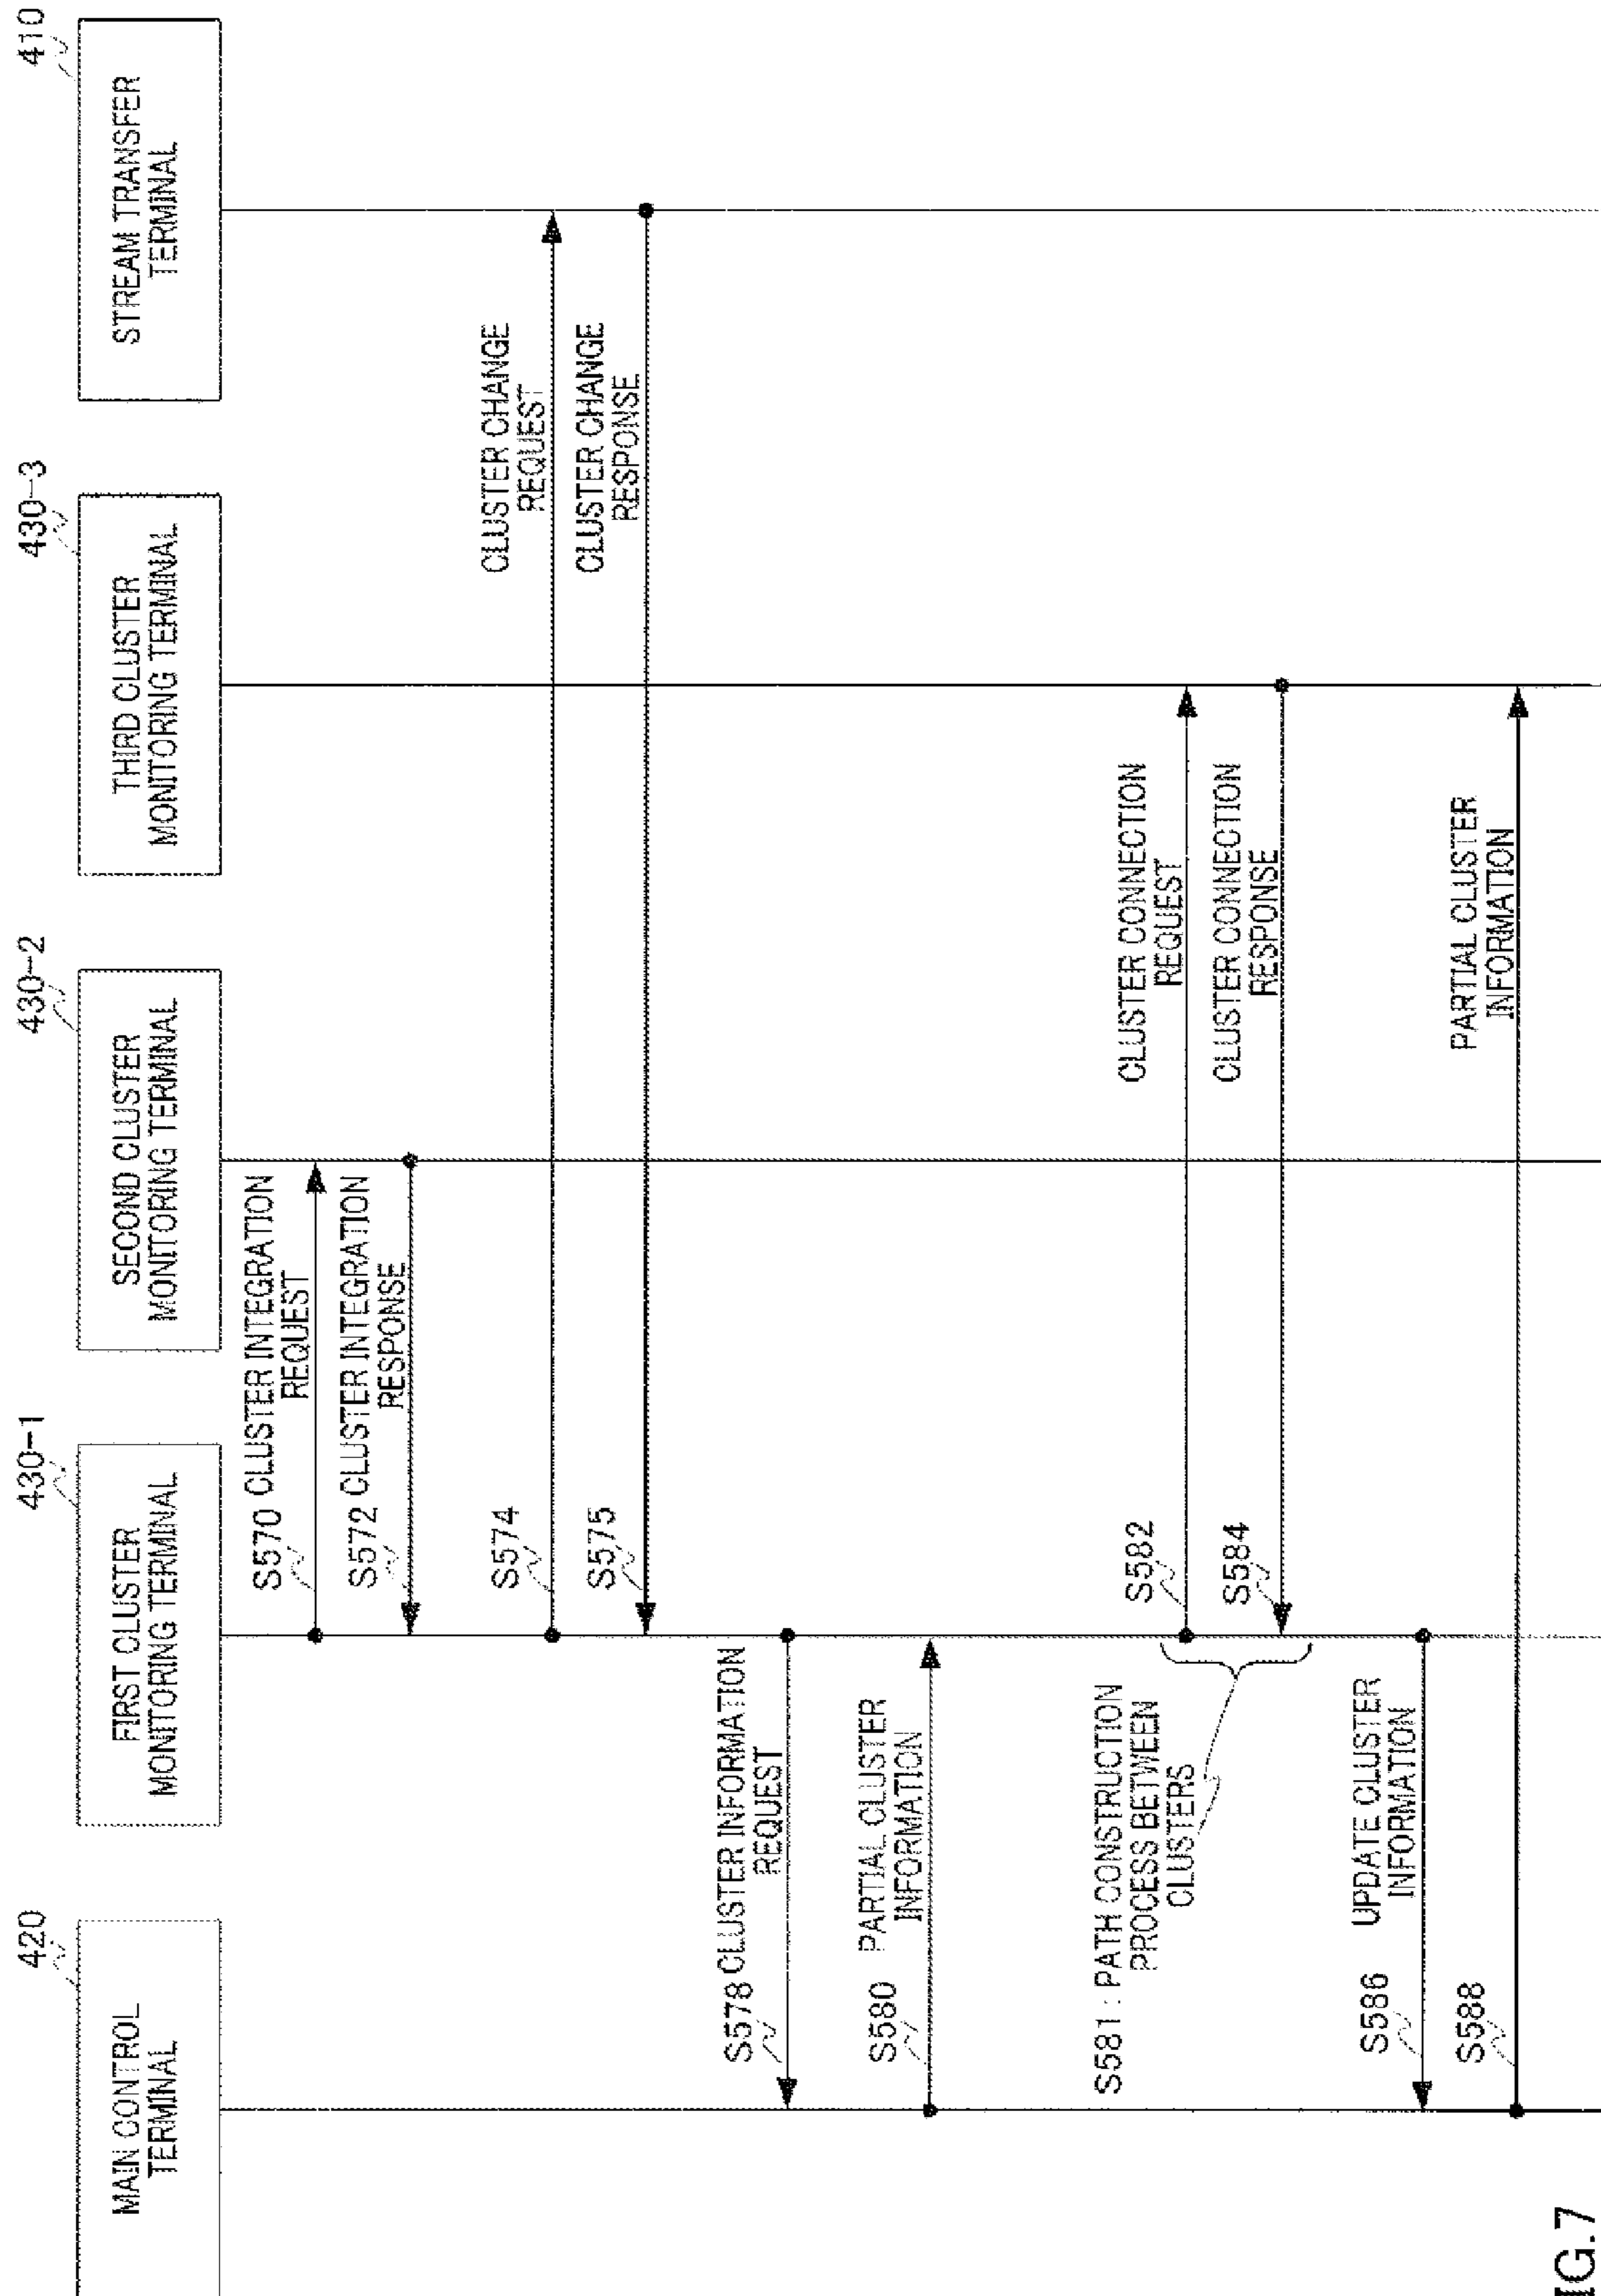 420
MAIN CONTROL
TERMINAL
430-1
FIRST CLUSTER
MONITORING TERMINAL
430-2
SECOND CLUSTER
MONITORING TERMINAL
430-3
THIRD CLUSTER
MONITORING TERMINAL
410
STREAM TRANSFER
TERMINAL
S570 CLUSTER INTEGRATION
REQUEST
S572 CLUSTER INTEGRATION
RESPONSE
S574
CLUSTER CHANGE
REQUEST
S575
CLUSTER CHANGE
RESPONSE
S578 CLUSTER INFORMATION
REQUEST
S580
PARTIAL CLUSTER
INFORMATION
S581 : PATH CONSTRUCTION
PROCESS BETWEEN
CLUSTERS
S582
CLUSTER CONNECTION
REQUEST
S584
CLUSTER CONNECTION
RESPONSE
S586
UPDATE CLUSTER
INFORMATION
S588
PARTIAL CLUSTER
INFORMATION
IG.7